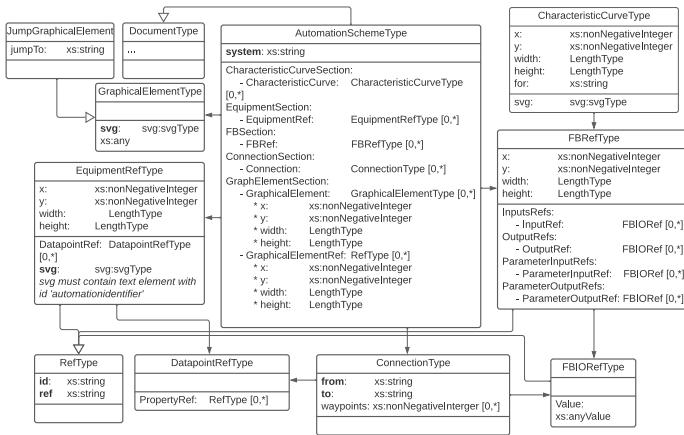 JumpGraphicalElement
jumpTo: xs:string
DocumentType
...
GraphicalElementType
svg: svg:svgType
xs:any
AutomationSchemeType
system: xs:string
CharacteristicCurveSection:
- CharacteristicCurve: CharacteristicCurveType
[0,*]
EquipmentSection:
- EquipmentRef: EquipmentRefType [0,*]
FBSection:
- FBRef: FBRefType [0,*]
ConnectionSection:
- Connection: ConnectionType [0,*]
GraphElementSection:
- GraphicalElement: GraphicalElementType [0,*]
* x: xs:nonNegativeInteger
* y: xs:nonNegativeInteger
* width: LengthType
* height: LengthType
- GraphicalElementRef: RefType [0,*]
* x: xs:nonNegativeInteger
* y: xs:nonNegativeInteger
* width: LengthType
* height: LengthType
CharacteristicCurveType
x: xs:nonNegativeInteger
y: xs:nonNegativeInteger
width: LengthType
height: LengthType
for: xs:string
svg: svg:svgType
EquipmentRefType
x: xs:nonNegativeInteger
y: xs:nonNegativeInteger
width: LengthType
height: LengthType
DatapointRef: DatapointRefType
[0,*]
svg: svg:svgType
svg must contain text element with
id 'automationidentifier'
FBRefType
x: xs:nonNegativeInteger
y: xs:nonNegativeInteger
width: LengthType
height: LengthType
InputsRefs:
- InputRef: FBIORef [0,*]
OutputRefs:
- OutputRef: FBIORef [0,*]
ParameterInputRefs:
- ParameterInputRef: FBIORef [0,*]
ParameterOutputRefs:
- ParameterOutputRef: FBIORef [0,*]
RefType
id: xs:string
ref xs:string
DatapointRefType
PropertyRef: RefType [0,*]
ConnectionType
from: xs:string
to: xs:string
waypoints: xs:nonNegativeInterger [0,*]
FBIORefType
Value:
xs:anyValue